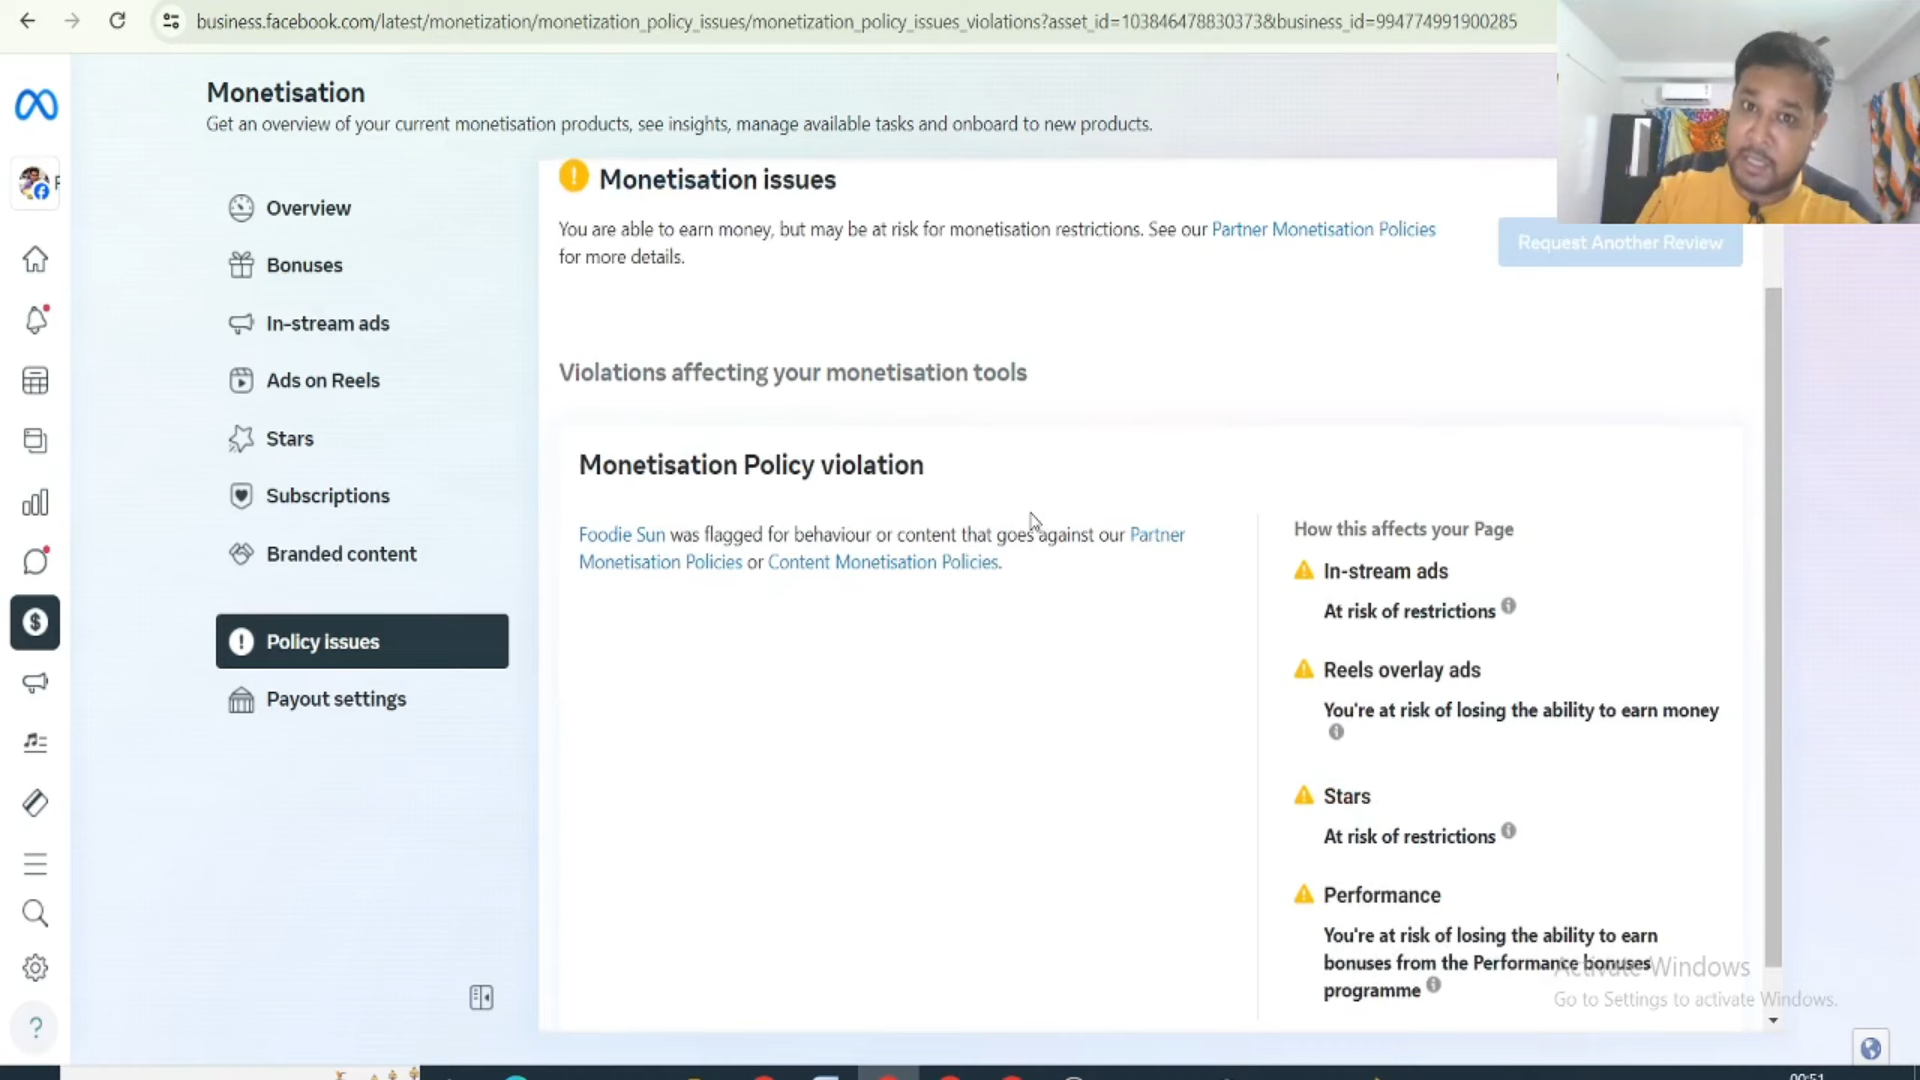 business.facebook.com/latest/monetization/monetization_policy_issues/monetization_policy_issues_violations?asset_id=103846478830373&business_id=994774991900285
Monetisation
Get an overview of your current monetisation products, see insights, manage available tasks and onboard to new products.
Overview
Bonuses
In-stream ads
Ads on Reels
Stars
Subscriptions
Branded content
Policy issues
Payout settings
Monetisation issues
You are able to earn money, but may be at risk for monetisation restrictions. See our Partner Monetisation Policies
for more details.
Request Another Review
Violations affecting your monetisation tools
Monetisation Policy violation
Foodie Sun was flagged for behaviour or content that goes against our Partner
Monetisation Policies or Content Monetisation Policies.
How this affects your Page
In-stream ads
At risk of restrictions
Reels overlay ads
You're at risk of losing the ability to earn money
Stars
At risk of restrictions
Performance
You're at risk of losing the ability to earn
bonuses from the Performance bonuses
programme
Activate Windows
Go to Settings to activate Windows.